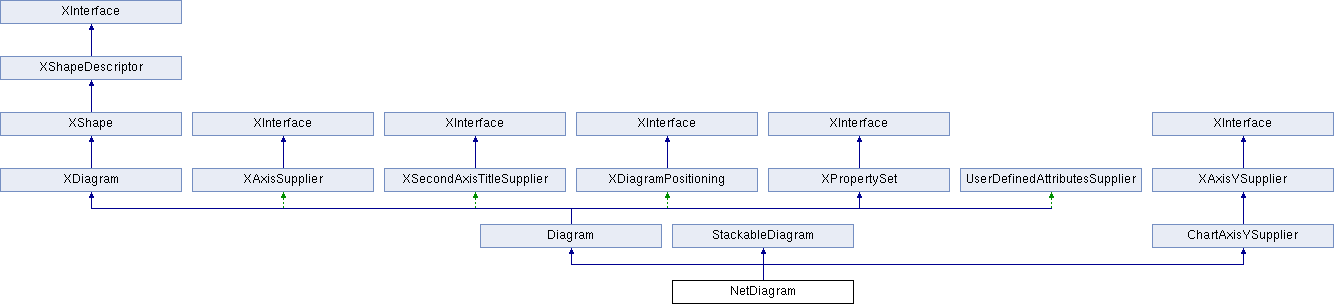 XInterface
XShapeDescriptor
XShape
XInterface
XInterface
XInterface
XInterface
XInterface
XDiagram
XAxisSupplier
XSecondAxisTitleSupplier
XDiagramPositioning
XPropertySet
UserDefinedAttributesSupplier
XAxisYSupplier
Diagram
StackableDiagram
ChartAxisYSupplier
NetDiagram